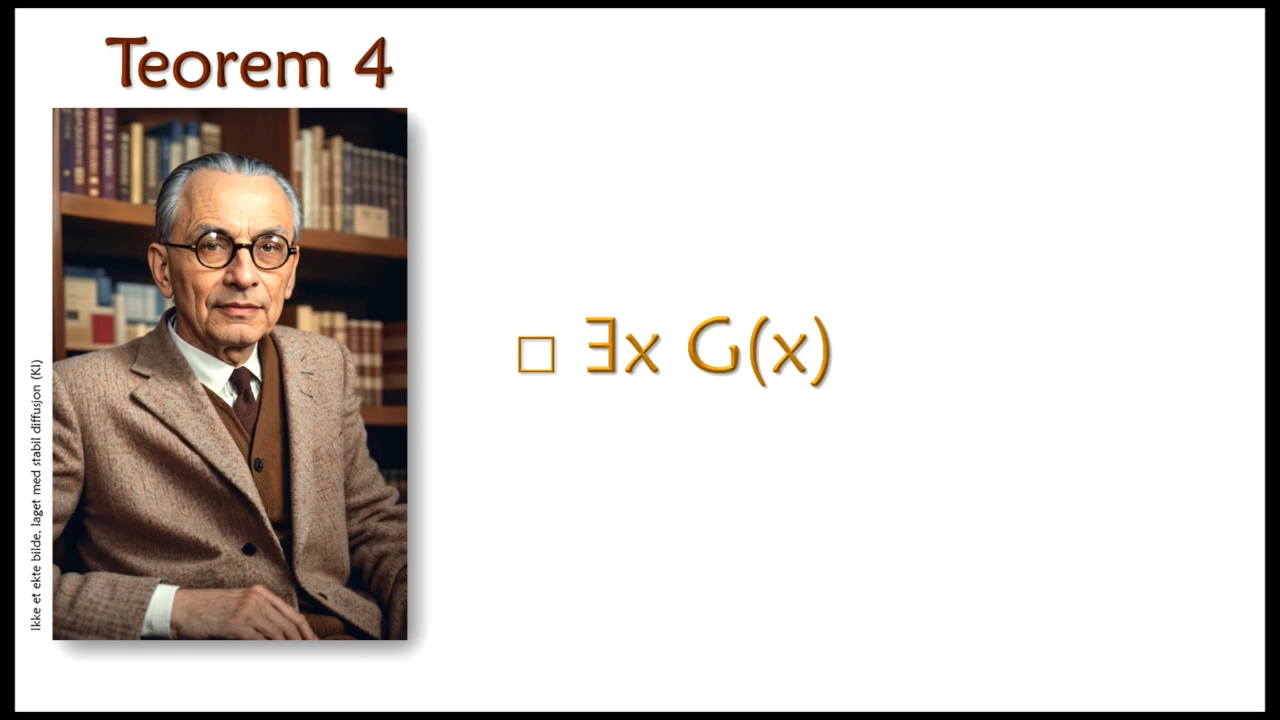 Teorem 4
□ ∃x G(x)
Ikke et ekte bilde, laget med stabil diffusjon (KI)